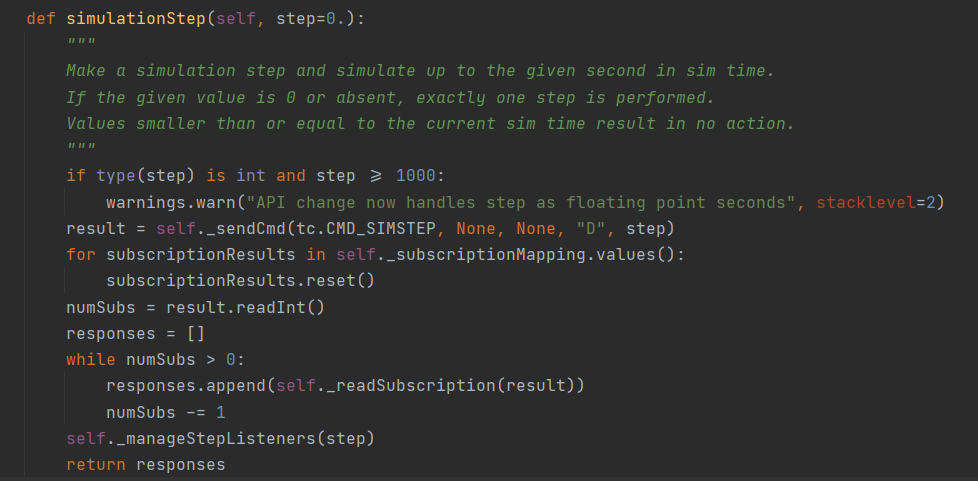 def simulationStep(self, step=0.):
    """
    Make a simulation step and simulate up to the given second in sim time.
    If the given value is 0 or absent, exactly one step is performed.
    Values smaller than or equal to the current sim time result in no action.
    """
    if type(step) is int and step >= 1000:
        warnings.warn("API change now handles step as floating point seconds", stacklevel=2)
    result = self._sendCmd(tc.CMD_SIMSTEP, None, None, "D", step)
    for subscriptionResults in self._subscriptionMapping.values():
        subscriptionResults.reset()
    numSubs = result.readInt()
    responses = []
    while numSubs > 0:
        responses.append(self._readSubscription(result))
        numSubs -= 1
    self._manageStepListeners(step)
    return responses